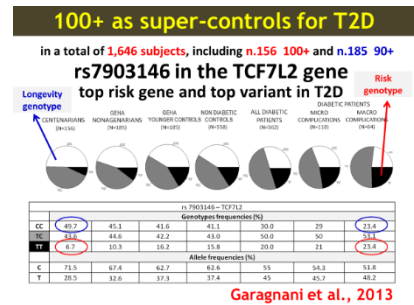 100+ as super-controls for T2D
in a total of 1,646 subjects, including n.156 100+ and n.185 90+
rs7903146 in the TCF7L2 gene
top risk gene and top variant in T2D
Longevity genotype
Risk genotype
DIABETIC PATIENTS
CENTENARIANS (N=156)
GEHA NONAGENARIANS (N=185)
GEHA YOUNGER CONTROLS (N=185)
NON DIABETIC CONTROLS (N=558)
ALL DIABETIC PATIENTS
MICRO COMPLICATIONS
MACRO COMPLICATIONS (N=64)
rs 7903146 – TCF7L2
Genotypes frequencies (%)
CC 49.7 45.1 41.6 41.1 30.0 29 23.4
TC 43.6 44.6 42.2 43.0 50.0 50 53.1
TT 6.7 10.3 16.2 15.8 20.0 21 23.4
Allele frequencies (%)
C 71.5 67.4 62.7 62.6 55 54.3 51.8
T 28.5 32.6 37.3 37.4 45 45.7 48.2
Garagnani et al., 2013